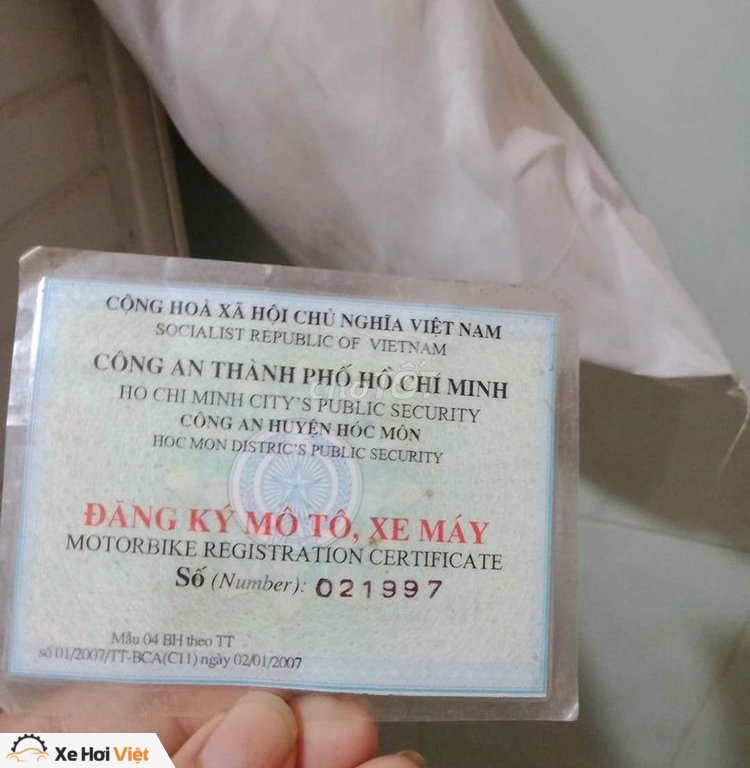 CỘNG HOÀ XÃ HỘI CHỦ NGHĨA VIỆT NAM
SOCIALIST REPUBLIC OF VIETNAM
CÔNG AN THÀNH PHỐ HỒ CHÍ MINH
HO CHI MINH CITY'S PUBLIC SECURITY
CÔNG AN HUYỆN HÓC MÔN
HOC MON DISTRIC'S PUBLIC SECURITY
ĐĂNG KÝ MÔ TÔ, XE MÁY
MOTORBIKE REGISTRATION CERTIFICATE
Số (Number): 021997
Mẫu 04 BH theo TT
số 01/2007/TT-BCA(C11) ngày 02/01/2007
Xe Hơi Việt